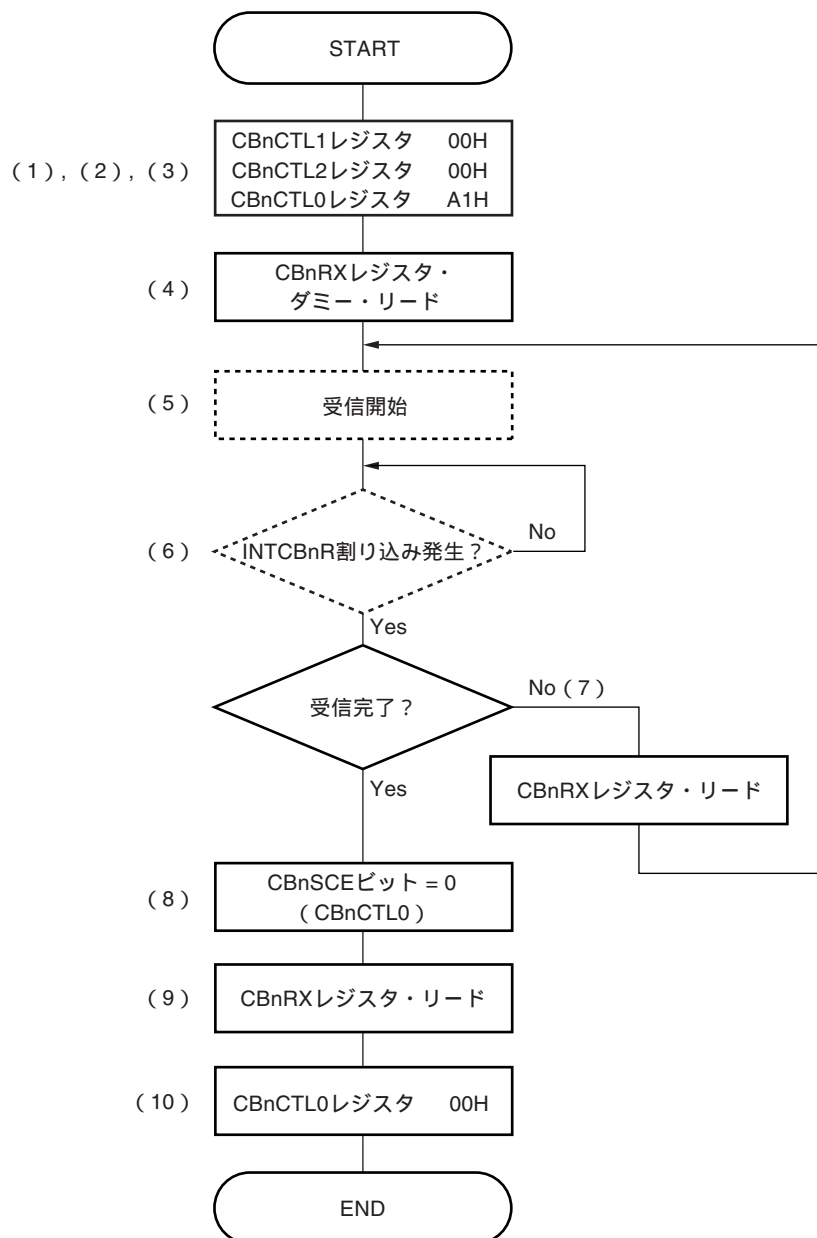 START
(1), (2), (3)
CBnCTL1レジスタ 00H
CBnCTL2レジスタ 00H
CBnCTL0レジスタ A1H
(4)
CBnRXレジスタ・
ダミー・リード
(5)
受信開始
(6)
INTCBnR割り込み発生？
No
Yes
受信完了？
No (7)
CBnRXレジスタ・リード
Yes
(8)
CBnSCEビット = 0
(CBnCTL0)
(9)
CBnRXレジスタ・リード
(10)
CBnCTL0レジスタ 00H
END